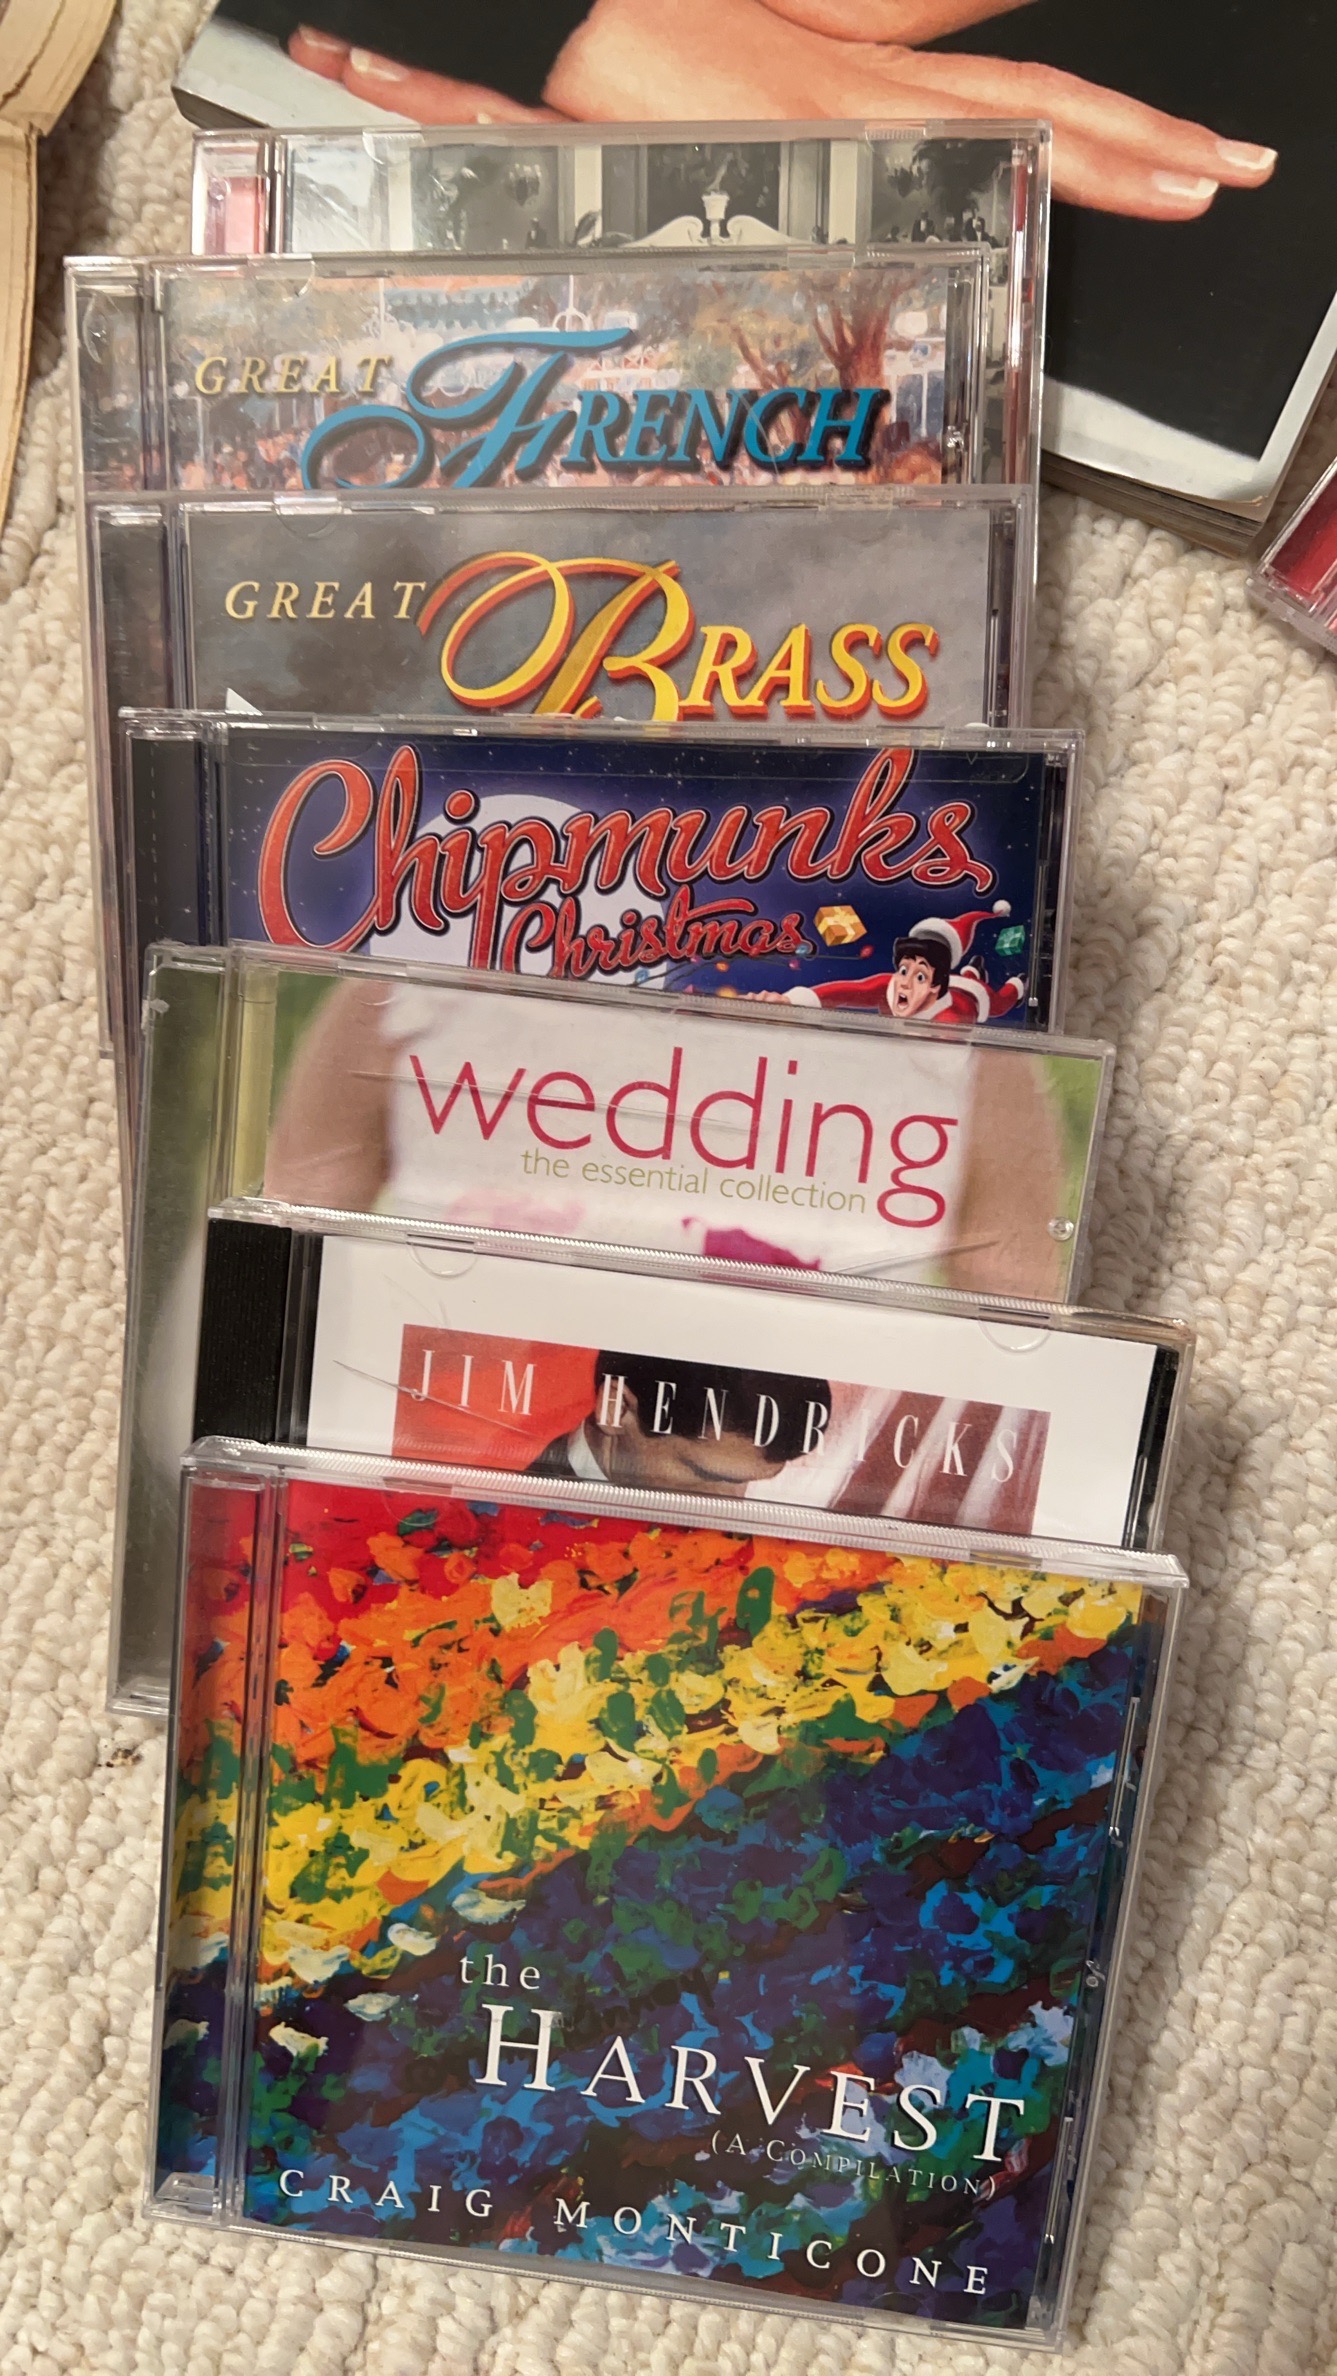 GREAT FRENCH
GREAT BRASS
Chipmunks
Christmas
wedding
the essential collection
JIM HENDRICKS
the
HARVEST
(A COMPILATION)
CRAIG MONTICONE